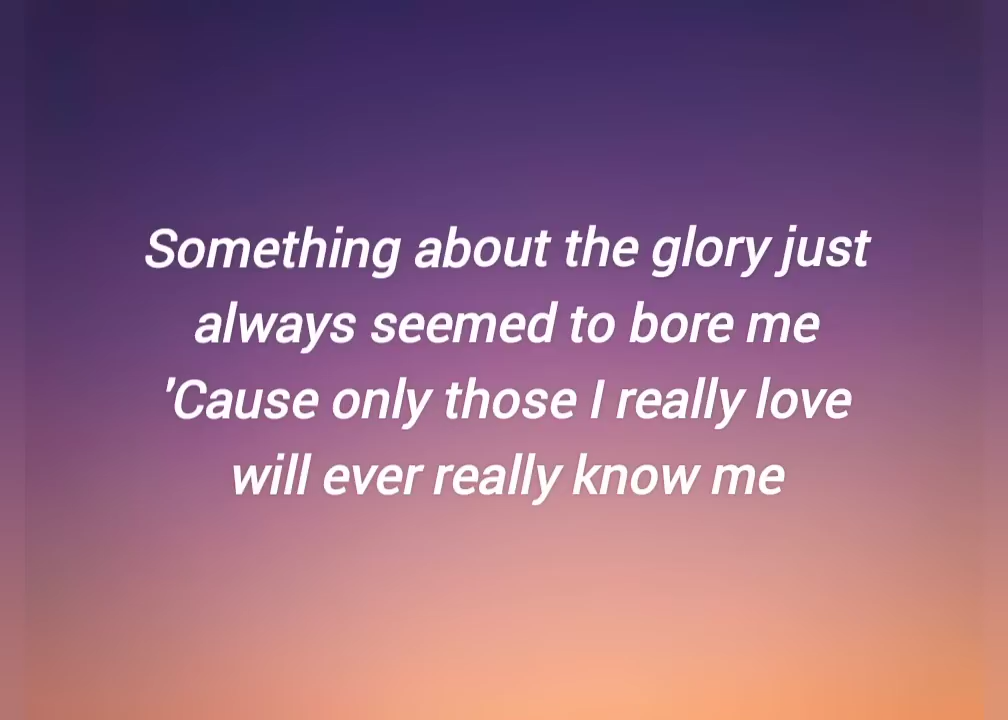 Something about the glory just
always seemed to bore me
'Cause only those I really love
will ever really know me